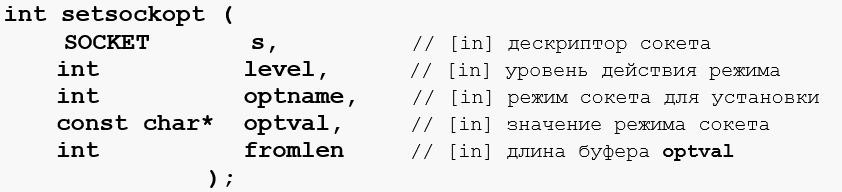 int setsockopt (
SOCKET s, // [in] дескриптор сокета
int level, // [in] уровень действия режима
int optname, // [in] режим сокета для установки
const char* optval, // [in] значение режима сокета
int fromlen // [in] длина буфера optval
);